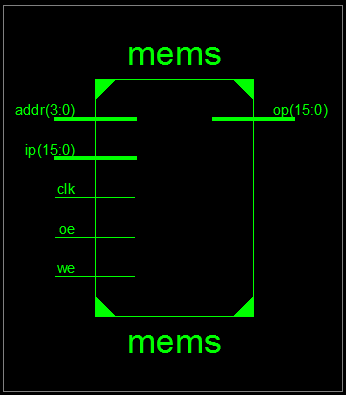 mems
addr(3:0) op(15:0)
ip(15:0)
clk
oe
we
mems